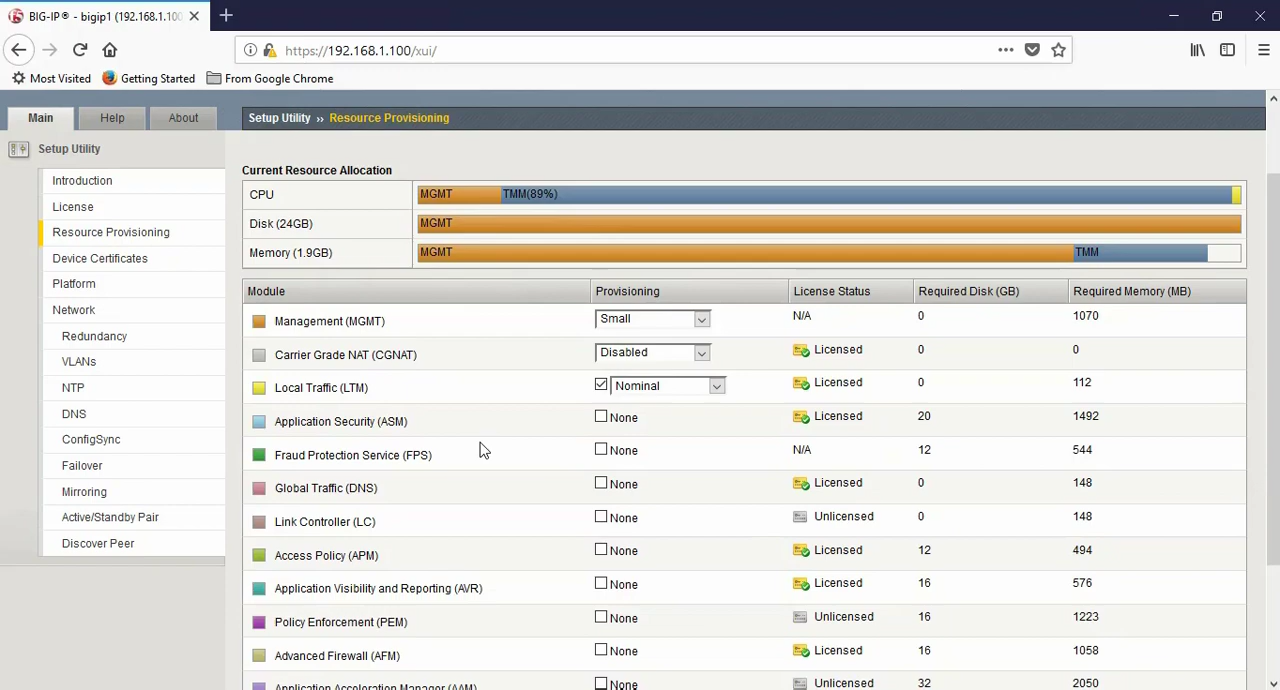 BIG-IP® - bigip1 (192.168.1.100
https://192.168.1.100/xui/
Most Visited Getting Started From Google Chrome
Main Help About
Setup Utility ›› Resource Provisioning
Setup Utility
Introduction
License
Resource Provisioning
Device Certificates
Platform
Network
Redundancy
VLANs
NTP
DNS
ConfigSync
Failover
Mirroring
Active/Standby Pair
Discover Peer
Current Resource Allocation
CPU MGMT TMM(89%)
Disk (24GB) MGMT
Memory (1.9GB) MGMT TMM
Module Provisioning License Status Required Disk (GB) Required Memory (MB)
Management (MGMT) Small N/A 0 1070
Carrier Grade NAT (CGNAT) Disabled Licensed 0 0
Local Traffic (LTM) Nominal Licensed 0 112
Application Security (ASM) None Licensed 20 1492
Fraud Protection Service (FPS) None N/A 12 544
Global Traffic (DNS) None Licensed 0 148
Link Controller (LC) None Unlicensed 0 148
Access Policy (APM) None Licensed 12 494
Application Visibility and Reporting (AVR) None Licensed 16 576
Policy Enforcement (PEM) None Unlicensed 16 1223
Advanced Firewall (AFM) None Licensed 16 1058
Application Acceleration Manager (AAM) None Unlicensed 32 2050